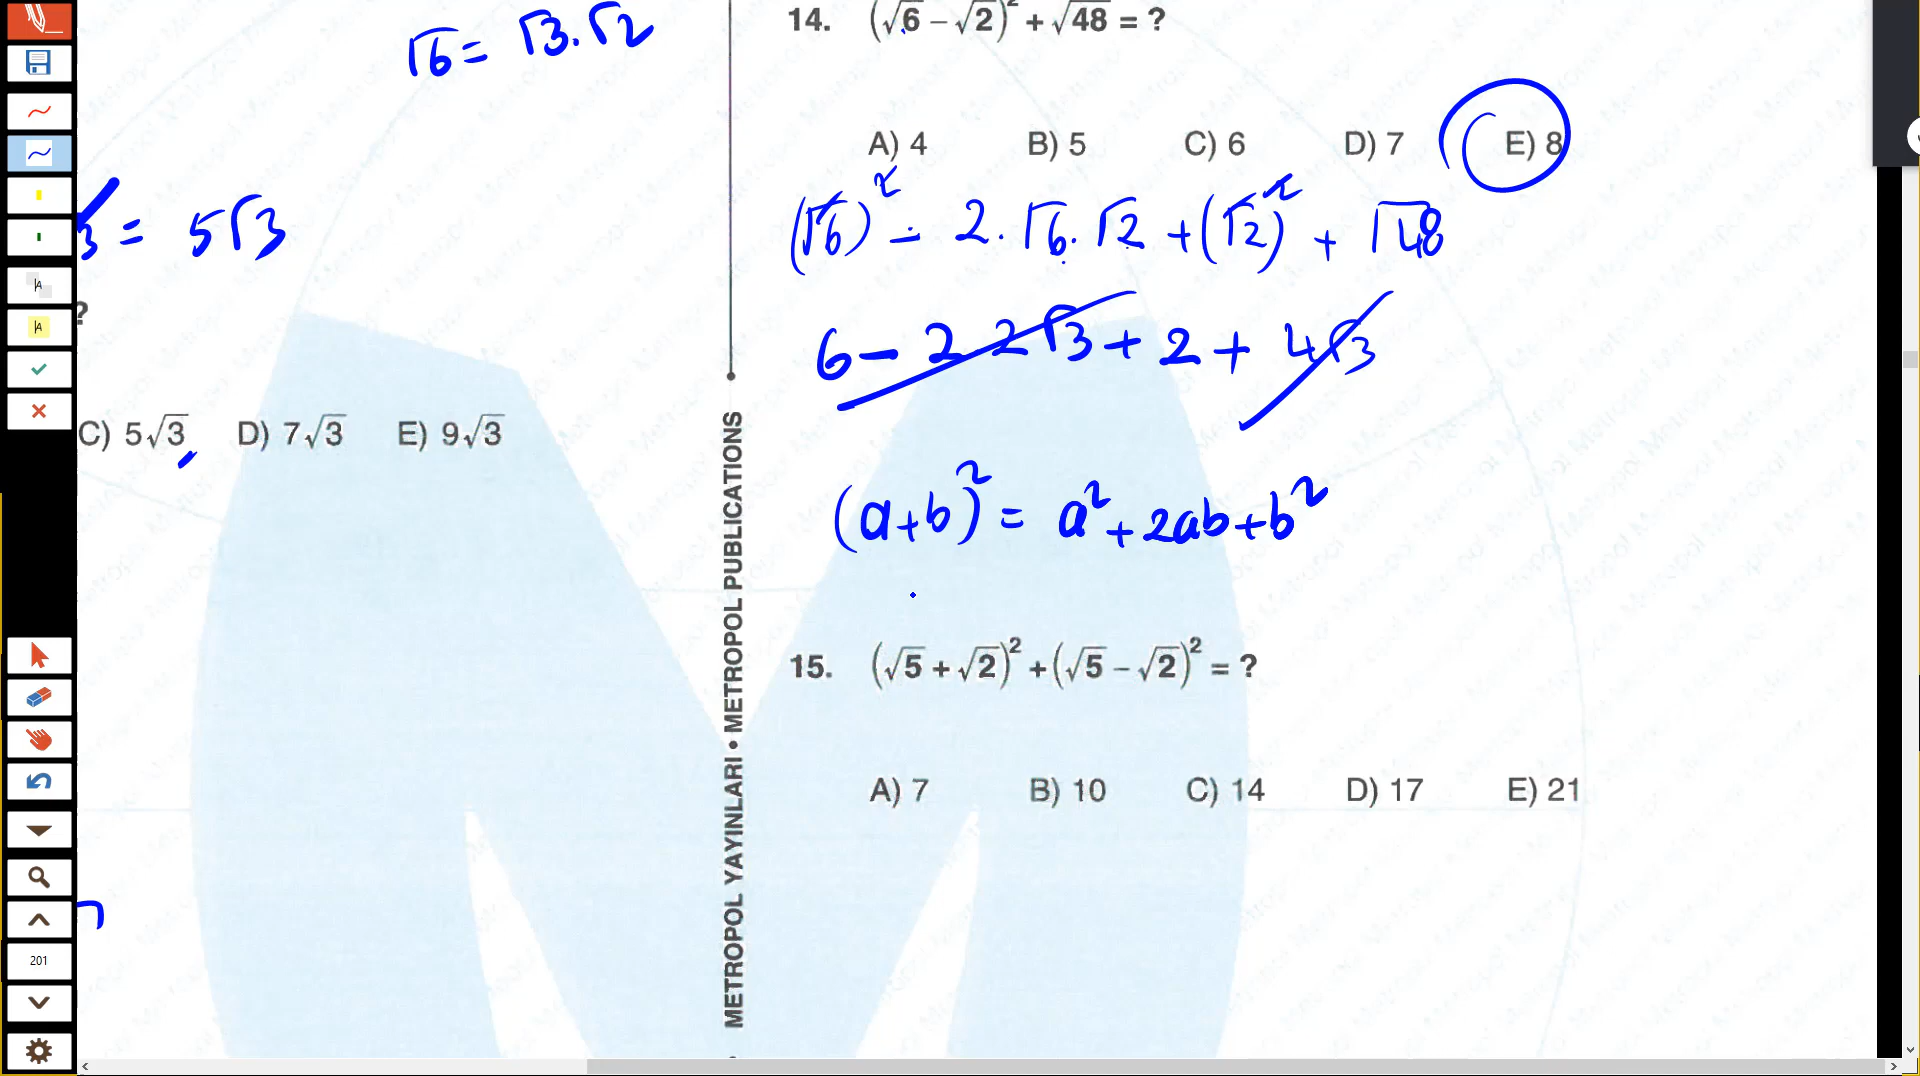 √6 = √3.√2
3 = 5√3
?
C) 5√3 D) 7√3 E) 9√3
201
METROPOL YAYINLARI • METROPOL PUBLICATIONS
14. (√6 − √2)² + √48 = ?
A) 4 B) 5 C) 6 D) 7 E) 8
(√6)² − 2.√6.√2 + (√2)² + √48
6 − 2 2√3 + 2 + 4√3
(a+b)² = a² + 2ab + b²
15. (√5 + √2)² + (√5 − √2)² = ?
A) 7 B) 10 C) 14 D) 17 E) 21